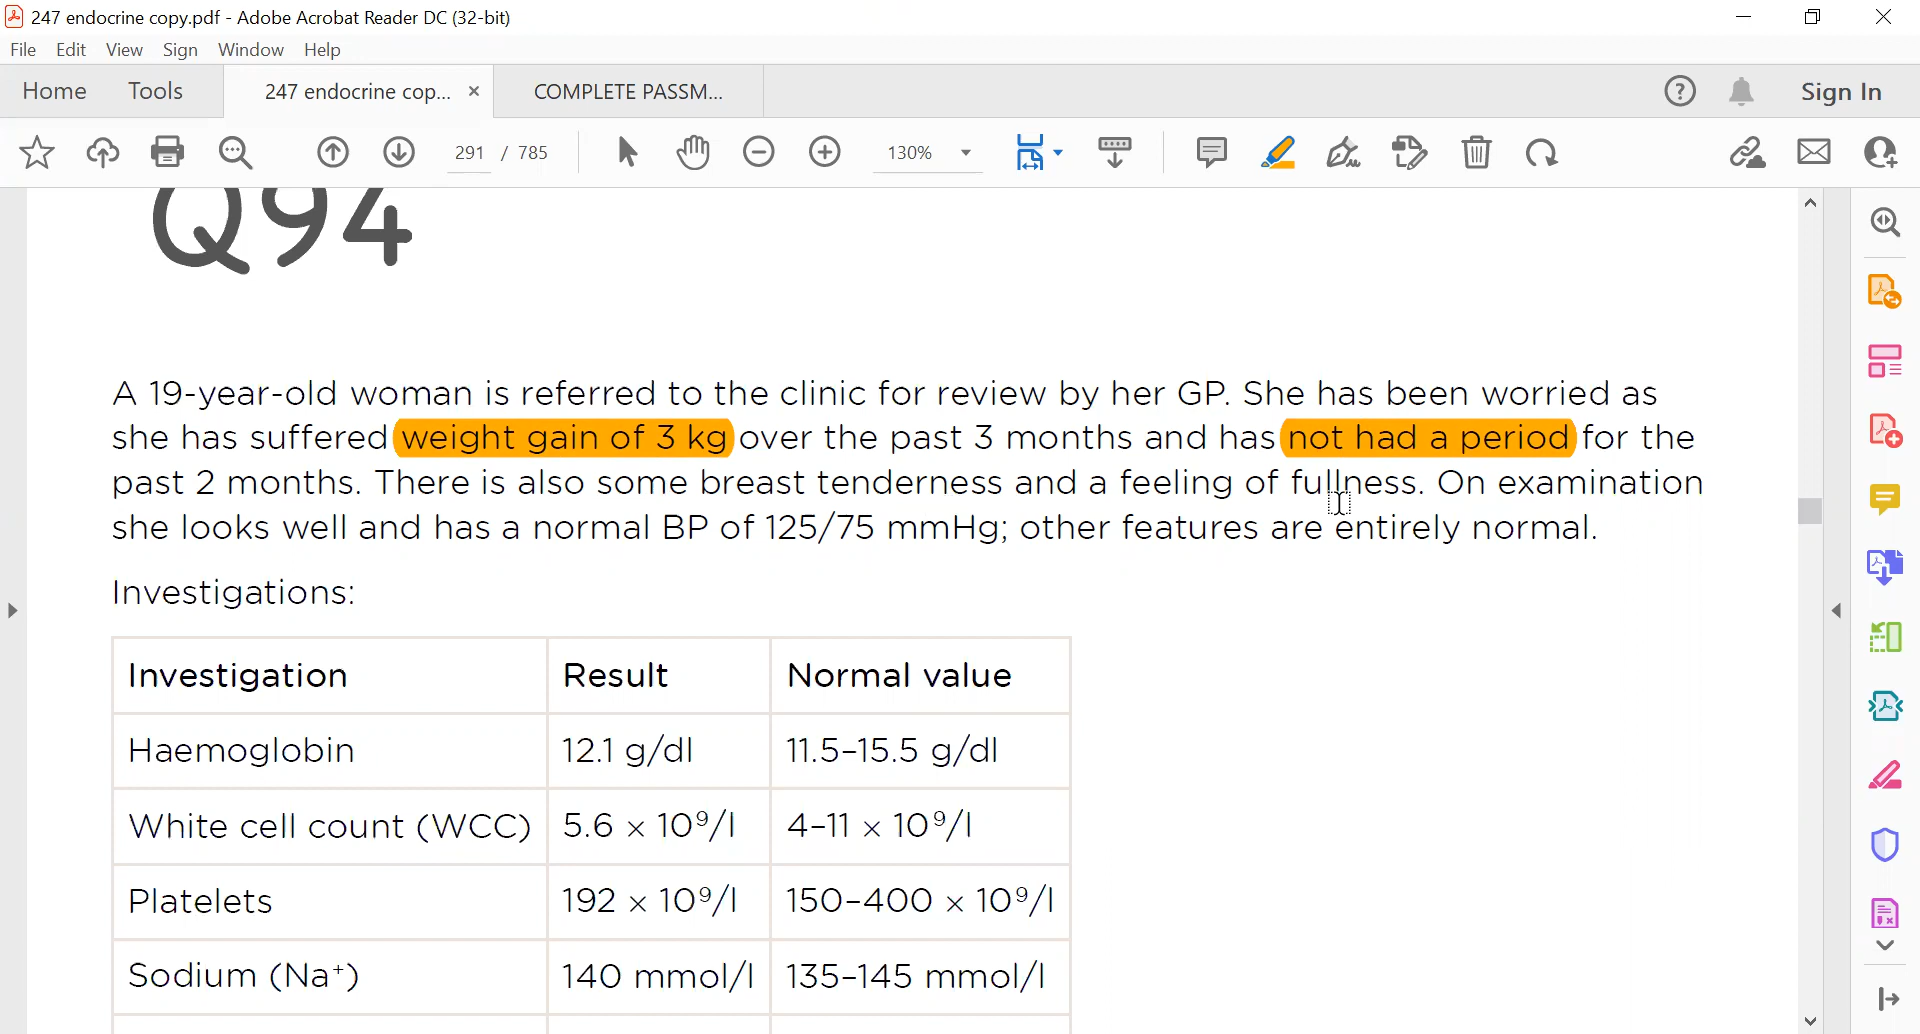 247 endocrine copy.pdf - Adobe Acrobat Reader DC (32-bit)
File Edit View Sign Window Help
Home Tools 247 endocrine cop... × COMPLETE PASSM... Sign In
291 / 785 130%
Q94
A 19-year-old woman is referred to the clinic for review by her GP. She has been worried as
she has suffered weight gain of 3 kg over the past 3 months and has not had a period for the
past 2 months. There is also some breast tenderness and a feeling of fullness. On examination
she looks well and has a normal BP of 125/75 mmHg; other features are entirely normal.
Investigations:
Investigation Result Normal value
Haemoglobin 12.1 g/dl 11.5–15.5 g/dl
White cell count (WCC) 5.6 × 10⁹/l 4–11 × 10⁹/l
Platelets 192 × 10⁹/l 150–400 × 10⁹/l
Sodium (Na⁺) 140 mmol/l 135–145 mmol/l